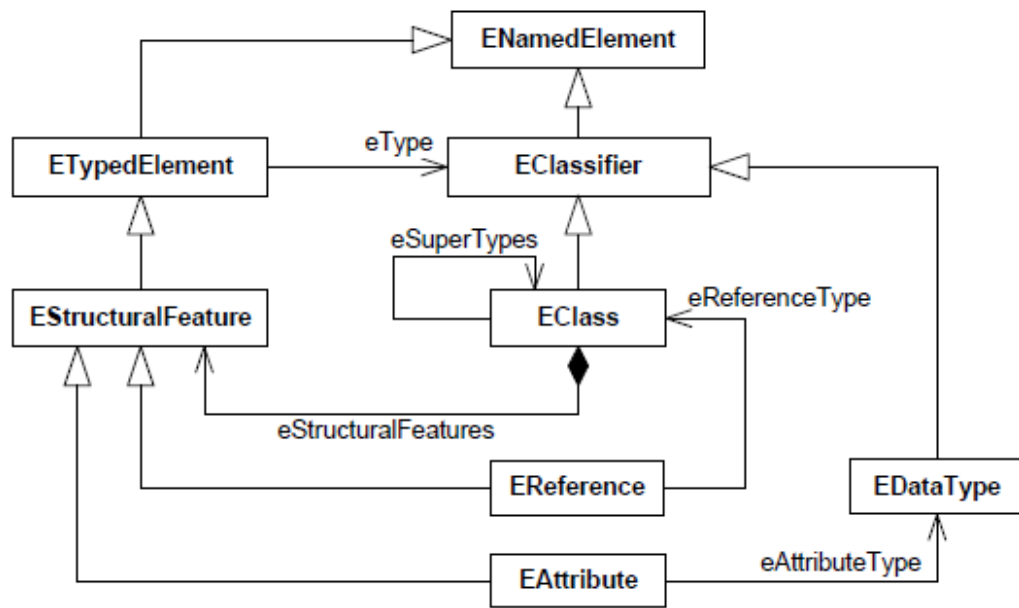 ENamedElement
ETypedElement
eType
EClassifier
eSuperTypes
EStructuralFeature
EClass
eReferenceType
eStructuralFeatures
EReference
EDataType
EAttribute
eAttributeType